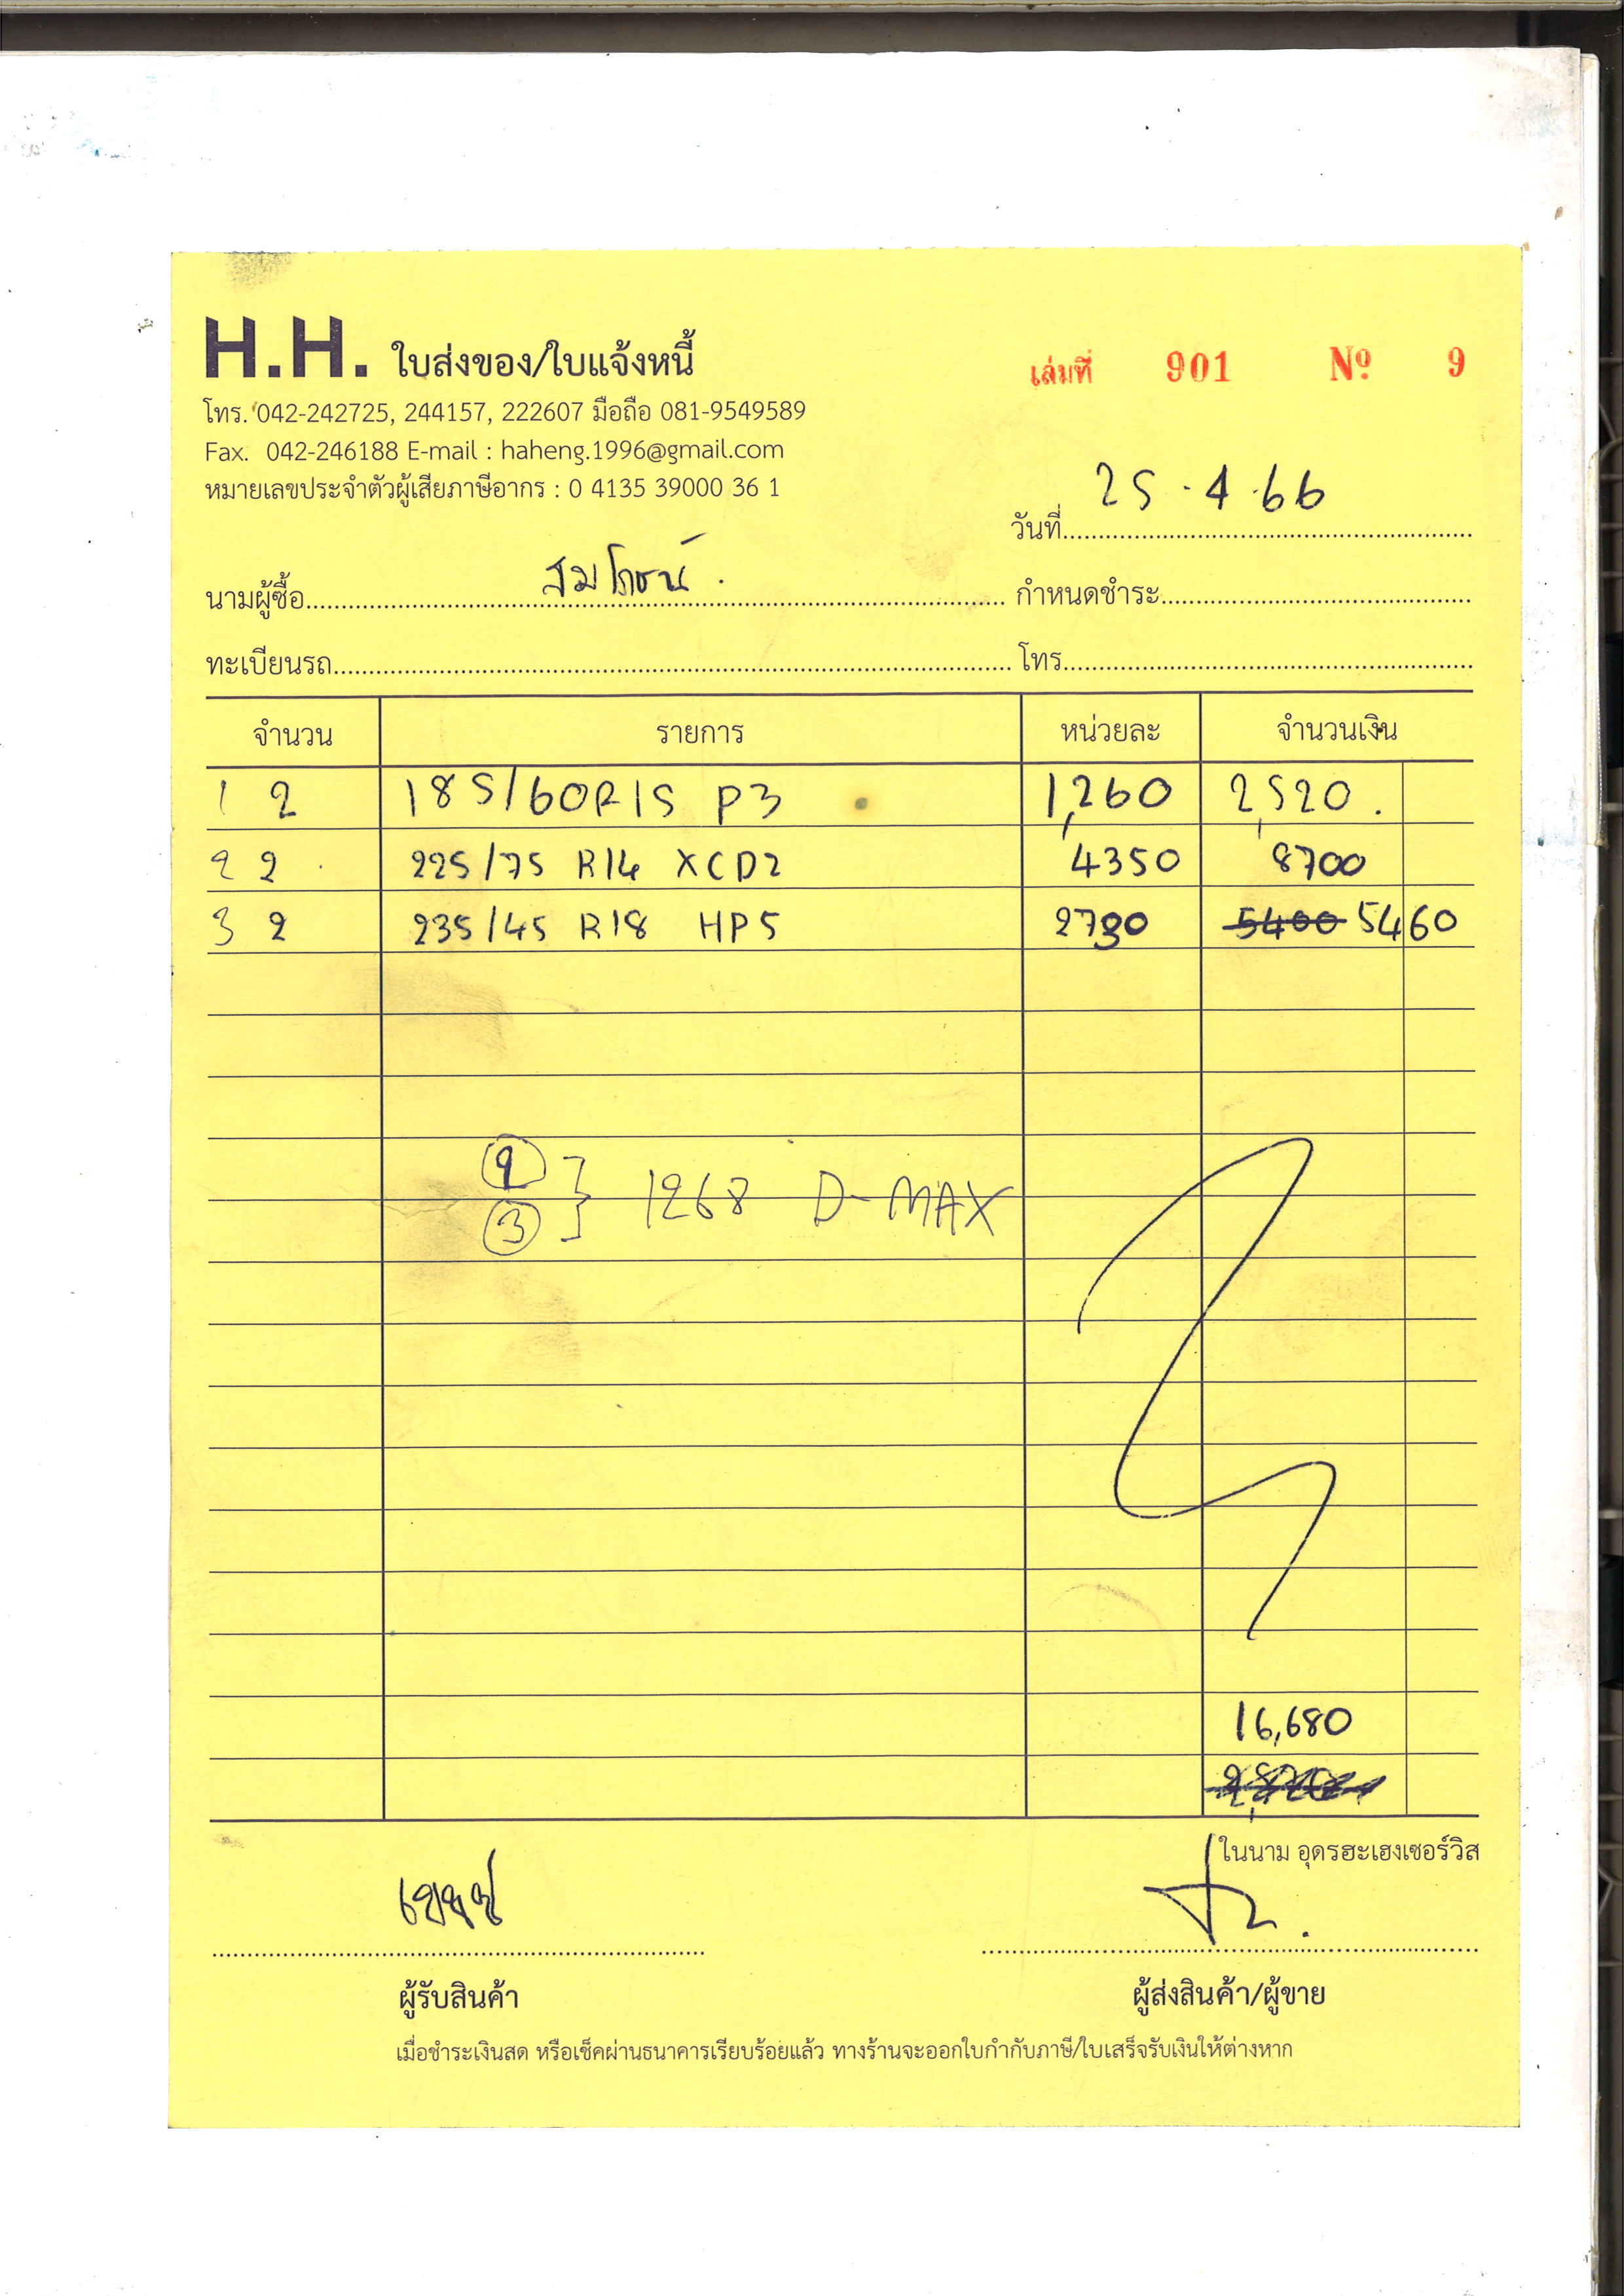 H.H. ใบส่งของ/ใบแจ้งหนี้
เล่มที่ 901 Nº 9
โทร. 042-242725, 244157, 222607 มือถือ 081-9549589
Fax. 042-246188 E-mail : haheng.1996@gmail.com
หมายเลขประจำตัวผู้เสียภาษีอากร : 0 4135 39000 36 1
วันที่ 25.4.66
นามผู้ซื้อ สมโภชน์ กำหนดชำระ
ทะเบียนรถ โทร.
จำนวน รายการ หน่วยละ จำนวนเงิน
1 2 185/60R15 P3 1,260 2,520.
2 2 225/75 R14 XCD2 4350 8700
3 2 235/45 R18 HP5 2730 5400 5460
②
③ } 1268 D-MAX
16,680
ในนาม อุดรฮะเฮงเซอร์วิส
ผู้รับสินค้า ผู้ส่งสินค้า/ผู้ขาย
เมื่อชำระเงินสด หรือเช็คผ่านธนาคารเรียบร้อยแล้ว ทางร้านจะออกใบกำกับภาษี/ใบเสร็จรับเงินให้ต่างหาก